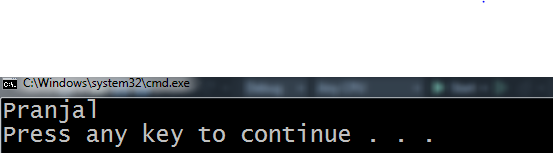 C:\Windows\system32\cmd.exe
Pranjal
Press any key to continue . . .